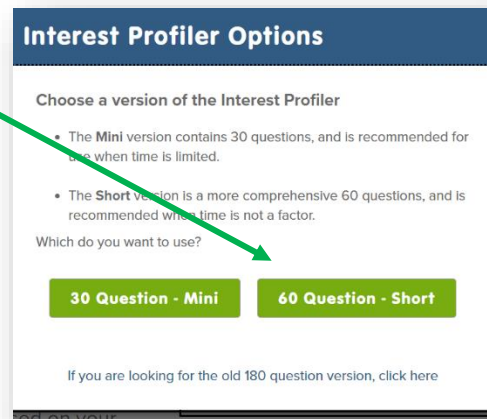 Interest Profiler Options
Choose a version of the Interest Profiler
• The Mini version contains 30 questions, and is recommended for
use when time is limited.
• The Short version is a more comprehensive 60 questions, and is
recommended when time is not a factor.
Which do you want to use?
30 Question - Mini
60 Question - Short
If you are looking for the old 180 question version, click here
on your